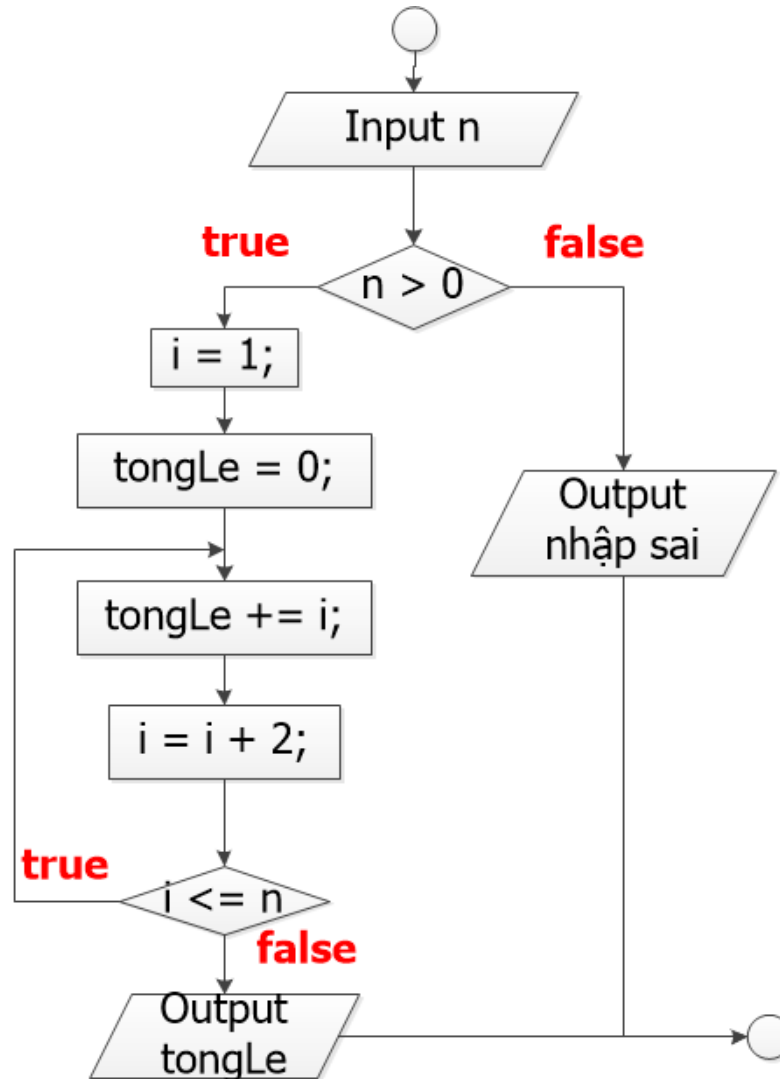 Input n
true
false
n > 0
i = 1;
tongLe = 0;
Output
nhập sai
tongLe += i;
i = i + 2;
true
i <= n
false
Output
tongLe